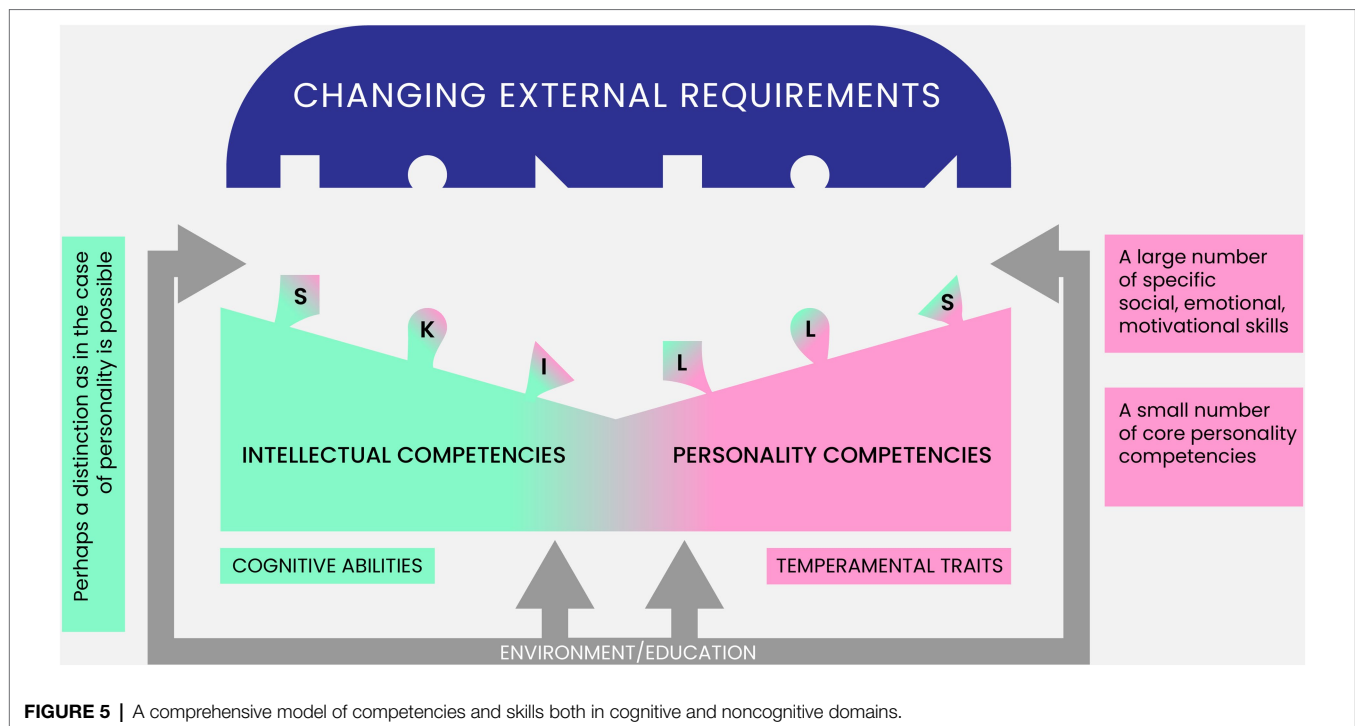 CHANGING EXTERNAL REQUIREMENTS
Perhaps a distinction as in the case
of personality is possible
S
K
I
L
L
S
A large number
of specific
social, emotional,
motivational skills
A small number
of core personality
competencies
INTELLECTUAL COMPETENCIES
PERSONALITY COMPETENCIES
COGNITIVE ABILITIES
TEMPERAMENTAL TRAITS
ENVIRONMENT/EDUCATION
FIGURE 5 | A comprehensive model of competencies and skills both in cognitive and noncognitive domains.